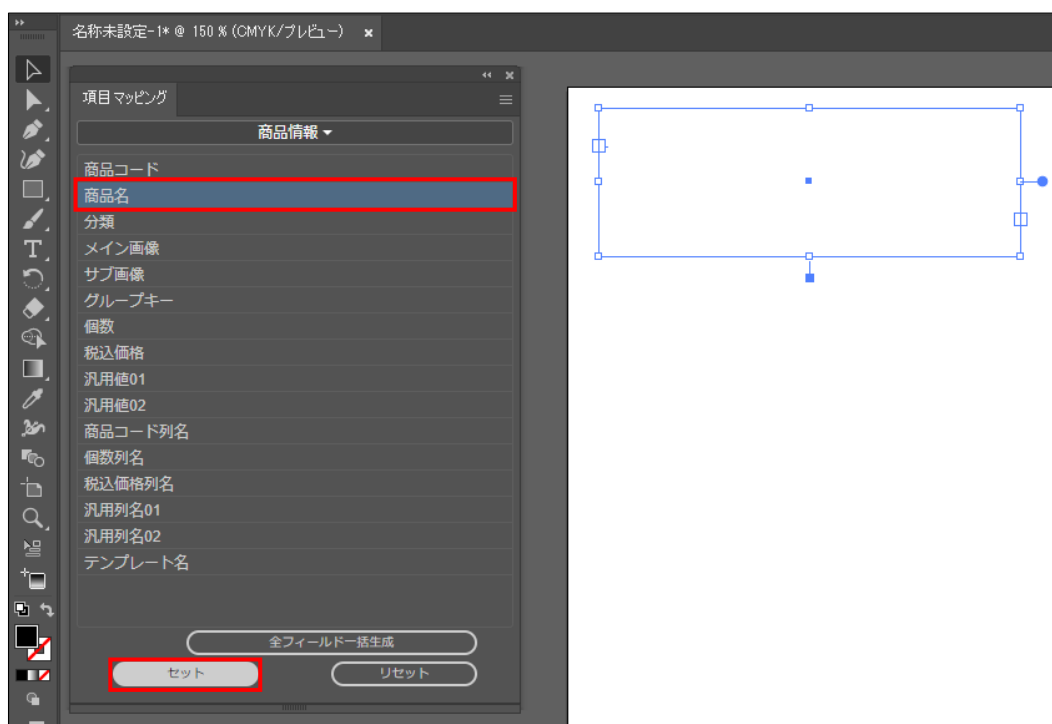 名称未設定-1* @ 150 % (CMYK/プレビュー) ×
項目マッピング
商品情報
商品コード
商品名
分類
メイン画像
サブ画像
グループキー
個数
税込価格
汎用値01
汎用値02
商品コード列名
個数列名
税込価格列名
汎用列名01
汎用列名02
テンプレート名
全フィールド一括生成
セット リセット